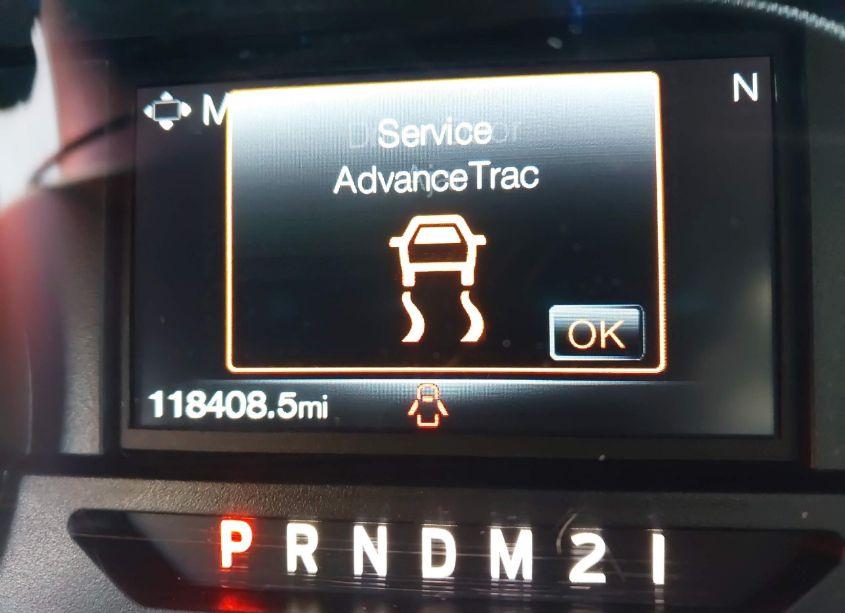 M
N
Service
AdvanceTrac
OK
118408.5mi
P R N D M 2 1